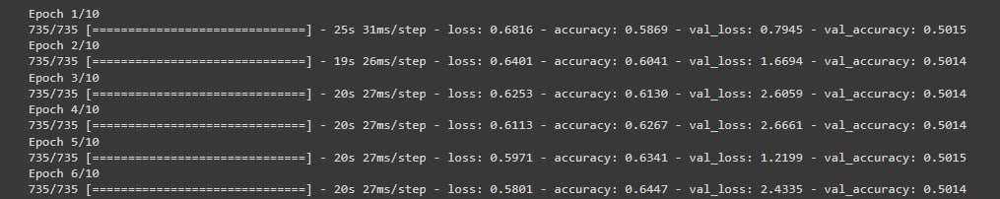 Epoch 1/10
735/735 [==============================] - 25s 31ms/step - loss: 0.6816 - accuracy: 0.5869 - val_loss: 0.7945 - val_accuracy: 0.5015
Epoch 2/10
735/735 [==============================] - 19s 26ms/step - loss: 0.6401 - accuracy: 0.6041 - val_loss: 1.6694 - val_accuracy: 0.5014
Epoch 3/10
735/735 [==============================] - 20s 27ms/step - loss: 0.6253 - accuracy: 0.6130 - val_loss: 2.6059 - val_accuracy: 0.5014
Epoch 4/10
735/735 [==============================] - 20s 27ms/step - loss: 0.6113 - accuracy: 0.6267 - val_loss: 2.6661 - val_accuracy: 0.5014
Epoch 5/10
735/735 [==============================] - 20s 27ms/step - loss: 0.5971 - accuracy: 0.6341 - val_loss: 1.2199 - val_accuracy: 0.5015
Epoch 6/10
735/735 [==============================] - 20s 27ms/step - loss: 0.5801 - accuracy: 0.6447 - val_loss: 2.4335 - val_accuracy: 0.5014